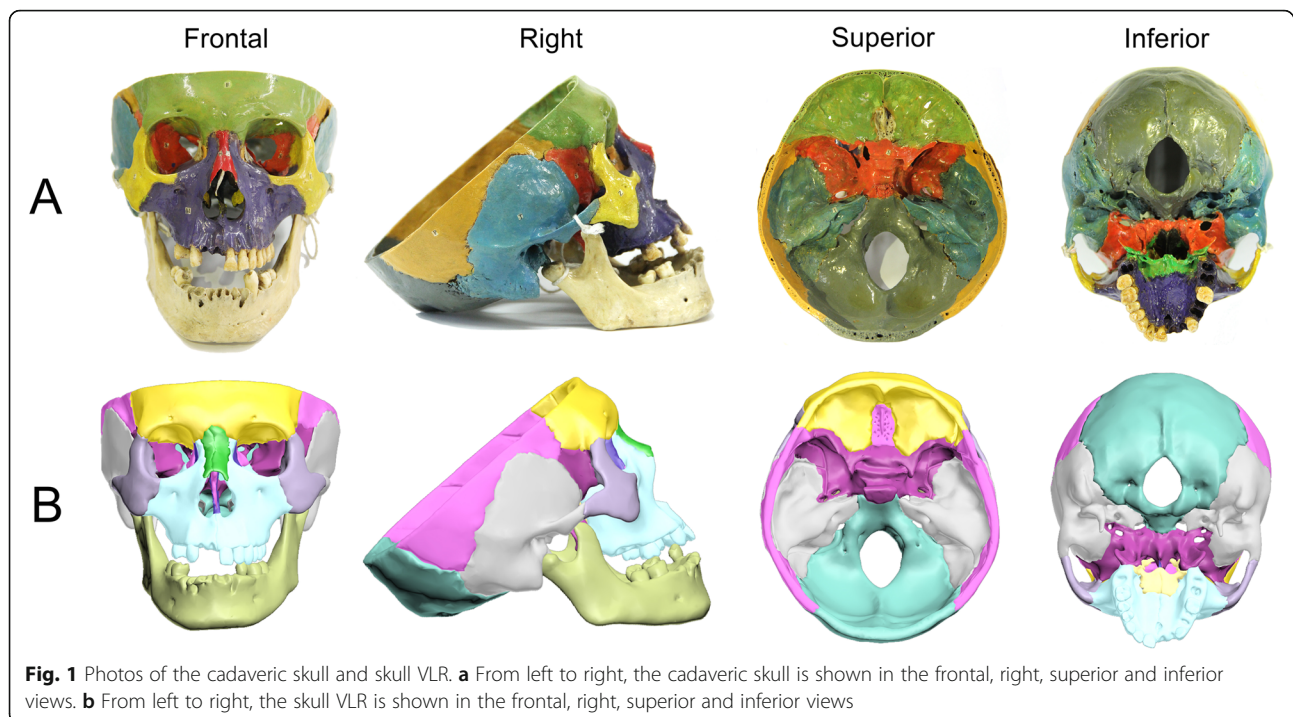 Frontal Right Superior Inferior
A
B
Fig. 1 Photos of the cadaveric skull and skull VLR. a From left to right, the cadaveric skull is shown in the frontal, right, superior and inferior
views. b From left to right, the skull VLR is shown in the frontal, right, superior and inferior views